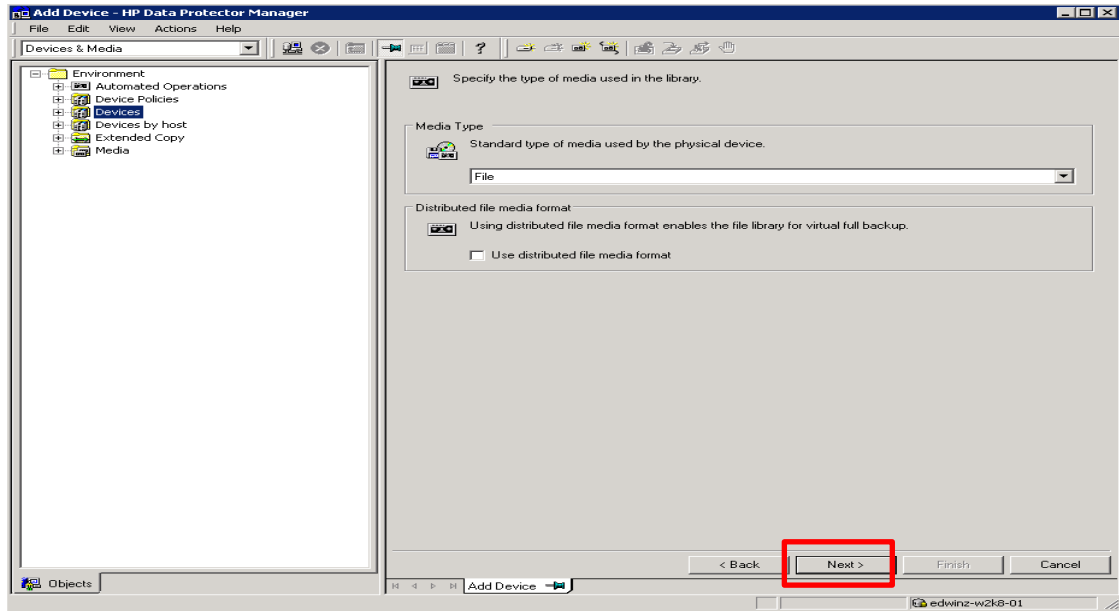 Add Device - HP Data Protector Manager
File Edit View Actions Help
Devices & Media
Environment
Automated Operations
Device Policies
Devices
Devices by host
Extended Copy
Media
Specify the type of media used in the library.
Media Type
Standard type of media used by the physical device.
File
Distributed file media format
Using distributed file media format enables the file library for virtual full backup.
Use distributed file media format
< Back Next > Finish Cancel
Objects
Add Device
edwinz-w2k8-01